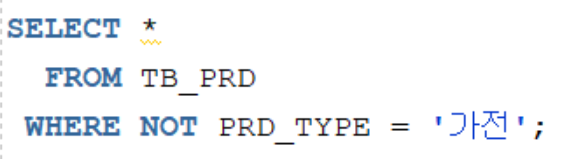 SELECT *
FROM TB_PRD
WHERE NOT PRD_TYPE = '가전';